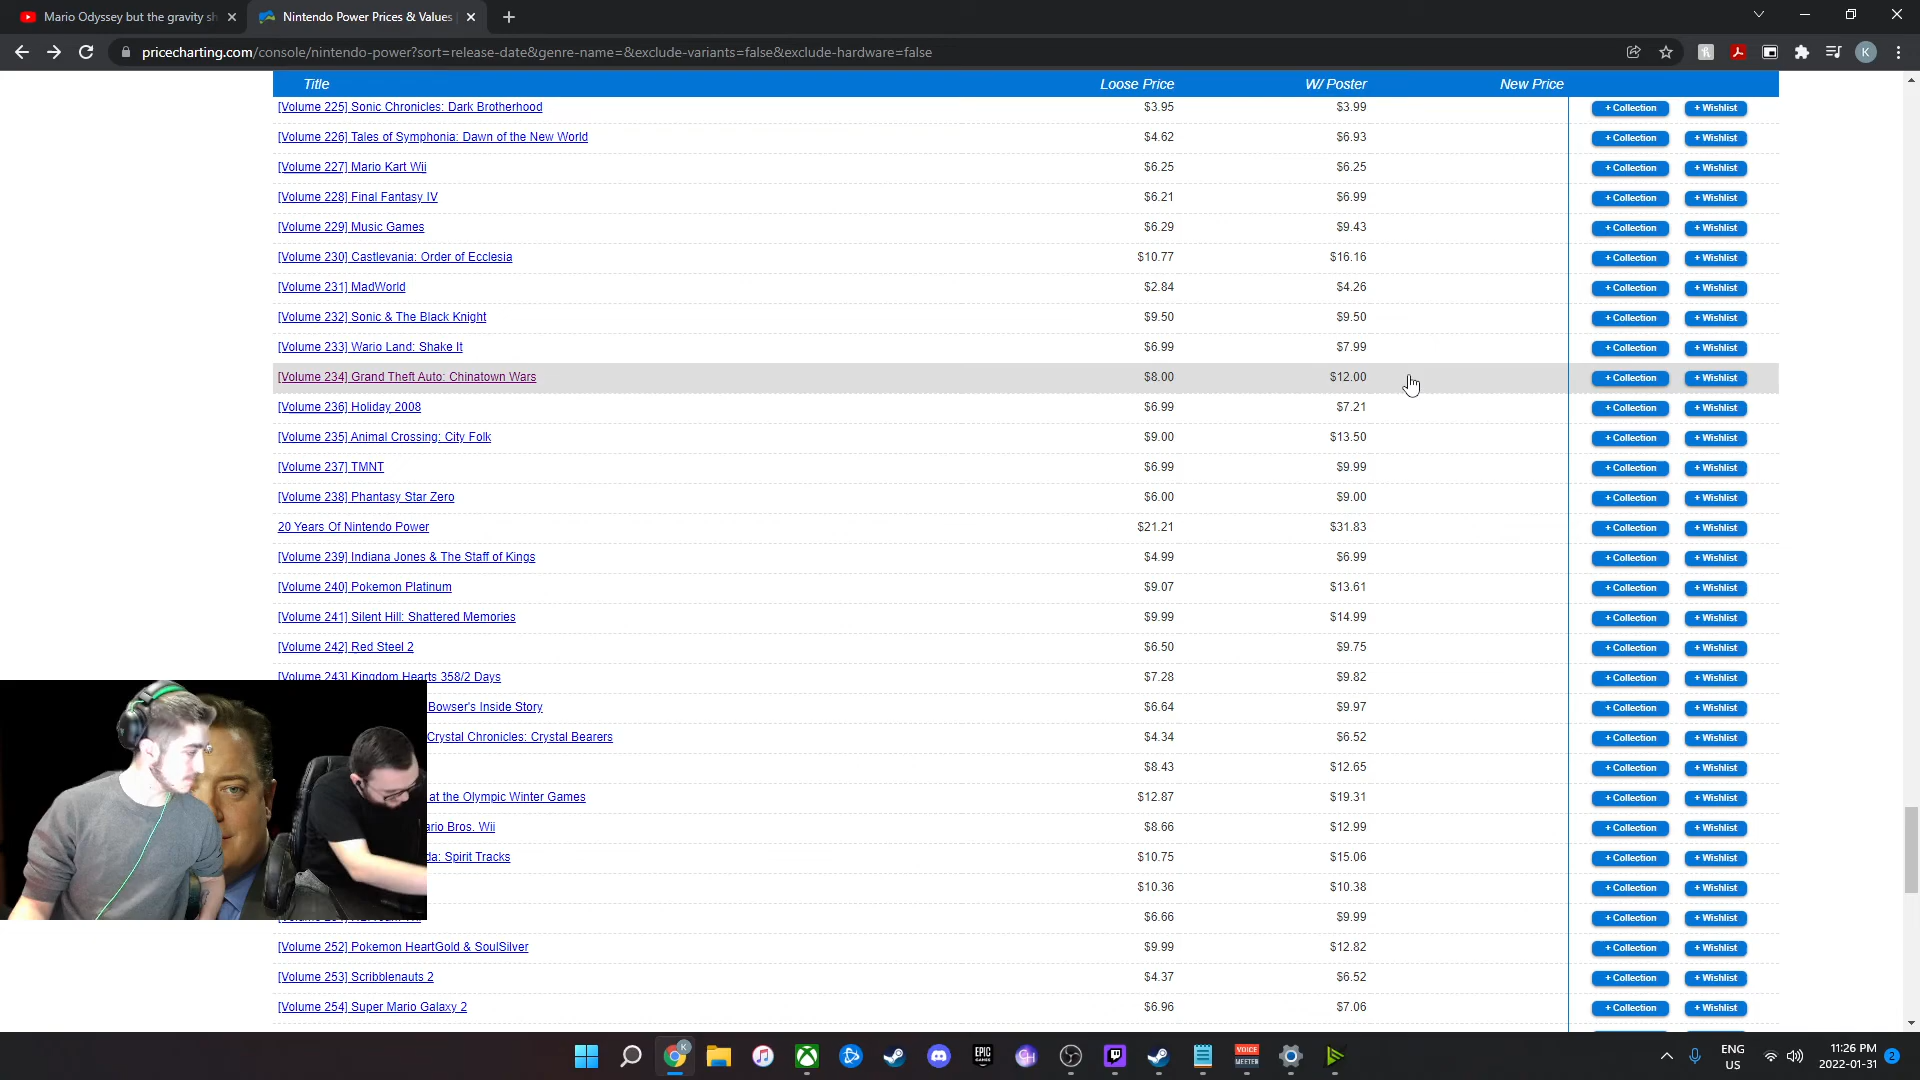 Mario Odyssey but the gravity sh
Nintendo Power Prices & Values
pricecharting.com/console/nintendo-power?sort=release-date&genre-name=&exclude-variants=false&exclude-hardware=false
K
Title Loose Price W/ Poster New Price
[Volume 225] Sonic Chronicles: Dark Brotherhood $3.95 $3.99 + Collection + Wishlist
[Volume 226] Tales of Symphonia: Dawn of the New World $4.62 $6.93 + Collection + Wishlist
[Volume 227] Mario Kart Wii $6.25 $6.25 + Collection + Wishlist
[Volume 228] Final Fantasy IV $6.21 $6.99 + Collection + Wishlist
[Volume 229] Music Games $6.29 $9.43 + Collection + Wishlist
[Volume 230] Castlevania: Order of Ecclesia $10.77 $16.16 + Collection + Wishlist
[Volume 231] MadWorld $2.84 $4.26 + Collection + Wishlist
[Volume 232] Sonic & The Black Knight $9.50 $9.50 + Collection + Wishlist
[Volume 233] Wario Land: Shake It $6.99 $7.99 + Collection + Wishlist
[Volume 234] Grand Theft Auto: Chinatown Wars $8.00 $12.00 + Collection + Wishlist
[Volume 236] Holiday 2008 $6.99 $7.21 + Collection + Wishlist
[Volume 235] Animal Crossing: City Folk $9.00 $13.50 + Collection + Wishlist
[Volume 237] TMNT $6.99 $9.99 + Collection + Wishlist
[Volume 238] Phantasy Star Zero $6.00 $9.00 + Collection + Wishlist
20 Years Of Nintendo Power $21.21 $31.83 + Collection + Wishlist
[Volume 239] Indiana Jones & The Staff of Kings $4.99 $6.99 + Collection + Wishlist
[Volume 240] Pokemon Platinum $9.07 $13.61 + Collection + Wishlist
[Volume 241] Silent Hill: Shattered Memories $9.99 $14.99 + Collection + Wishlist
[Volume 242] Red Steel 2 $6.50 $9.75 + Collection + Wishlist
[Volume 243] Kingdom Hearts 358/2 Days $7.28 $9.82 + Collection + Wishlist
Bowser's Inside Story $6.64 $9.97 + Collection + Wishlist
Crystal Chronicles: Crystal Bearers $4.34 $6.52 + Collection + Wishlist
$8.43 $12.65 + Collection + Wishlist
at the Olympic Winter Games $12.87 $19.31 + Collection + Wishlist
ario Bros. Wii $8.66 $12.99 + Collection + Wishlist
da: Spirit Tracks $10.75 $15.06 + Collection + Wishlist
$10.36 $10.38 + Collection + Wishlist
$6.66 $9.99 + Collection + Wishlist
[Volume 252] Pokemon HeartGold & SoulSilver $9.99 $12.82 + Collection + Wishlist
[Volume 253] Scribblenauts 2 $4.37 $6.52 + Collection + Wishlist
[Volume 254] Super Mario Galaxy 2 $6.96 $7.06 + Collection + Wishlist
K
EPIC GAMES
CH
VOICE MEETER
ENG
US
11:26 PM
2022-01-31
2